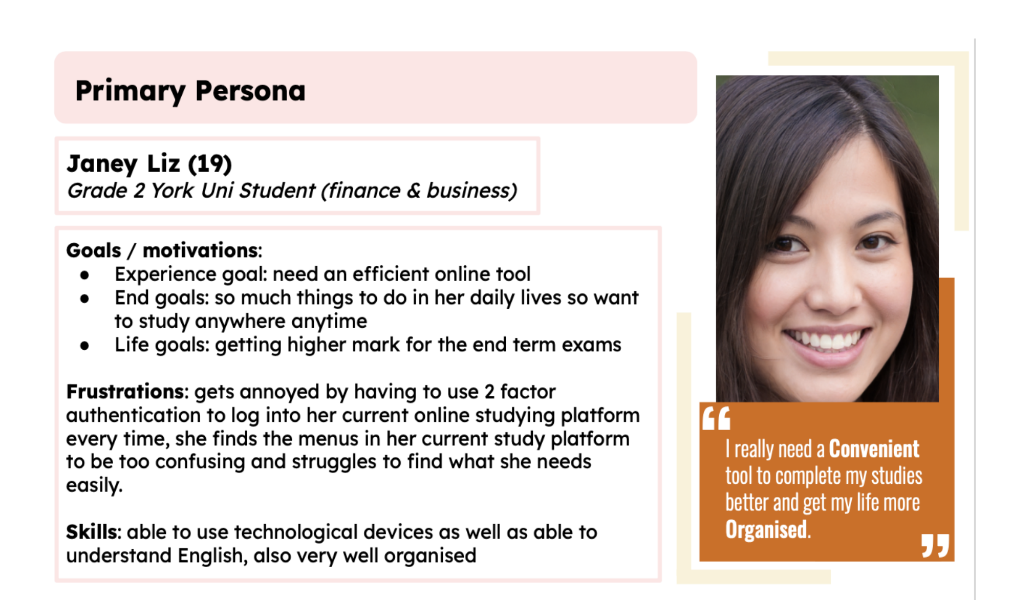 Primary Persona
Janey Liz (19)
Grade 2 York Uni Student (finance & business)
Goals / motivations:
● Experience goal: need an efficient online tool
● End goals: so much things to do in her daily lives so want
to study anywhere anytime
● Life goals: getting higher mark for the end term exams
Frustrations: gets annoyed by having to use 2 factor
authentication to log into her current online studying platform
every time, she finds the menus in her current study platform
to be too confusing and struggles to find what she needs
easily.
Skills: able to use technological devices as well as able to
understand English, also very well organised
“
I really need a Convenient
tool to complete my studies
better and get my life more
Organised.
”